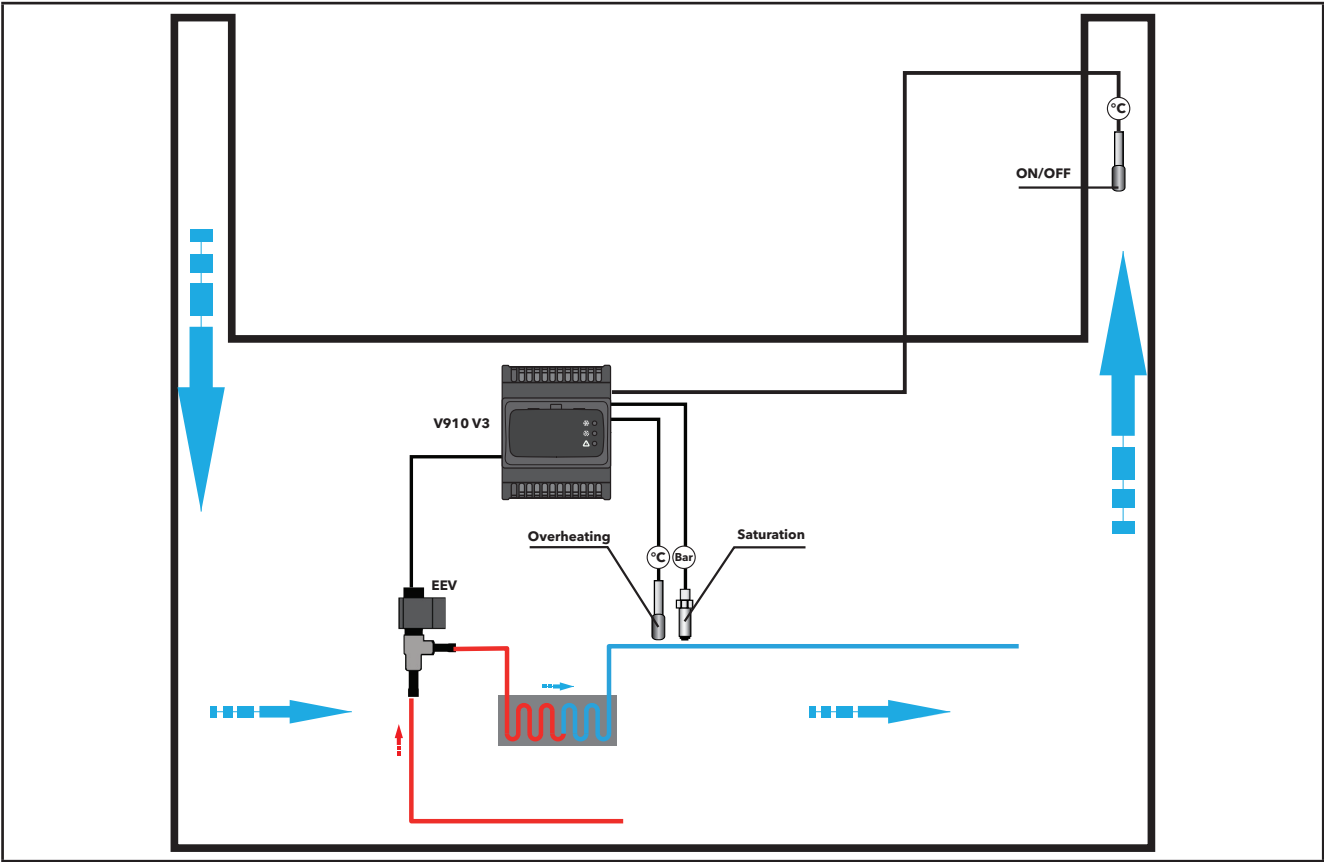 °C
ON/OFF
V910 V3
Overheating
Saturation
°C
Bar
EEV